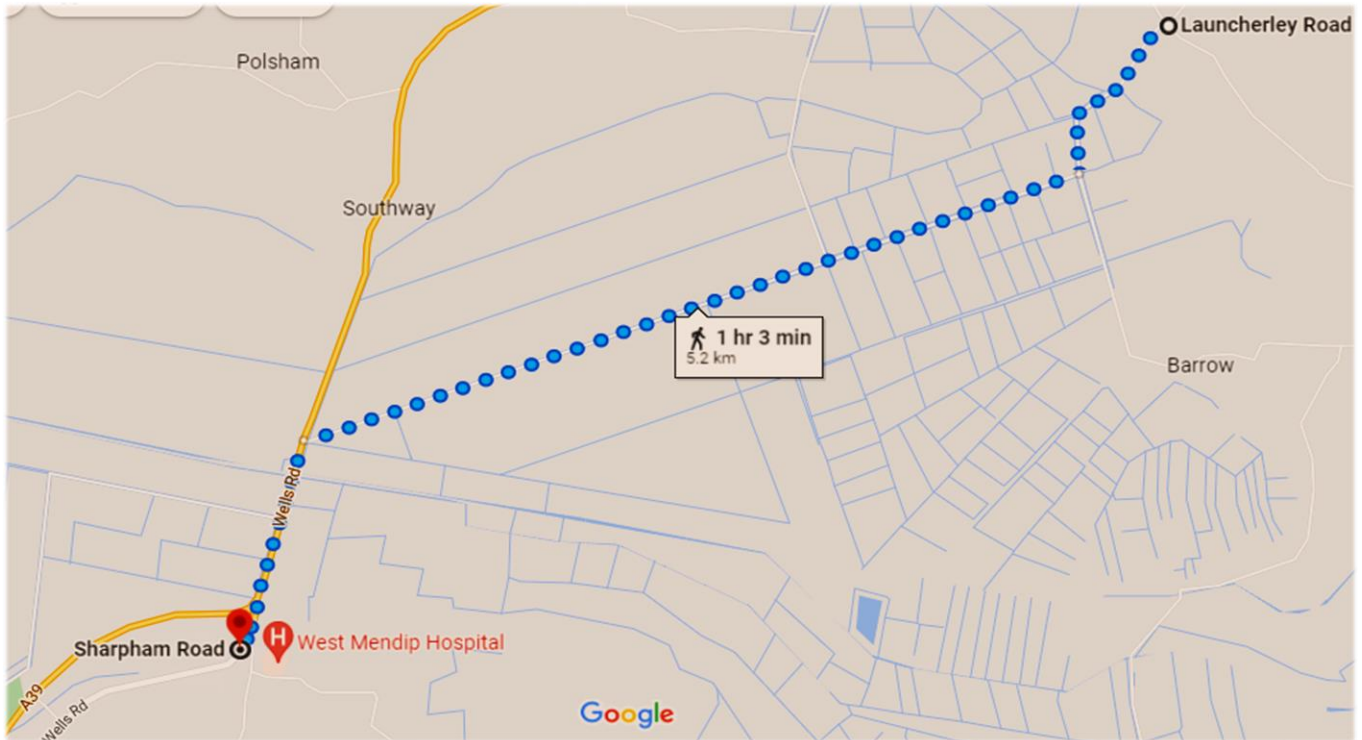 Launcherley Road
Polsham
Southway
1 hr 3 min
5.2 km
Barrow
Wells Rd
Sharpham Road
H West Mendip Hospital
A39
Wells Rd
Google